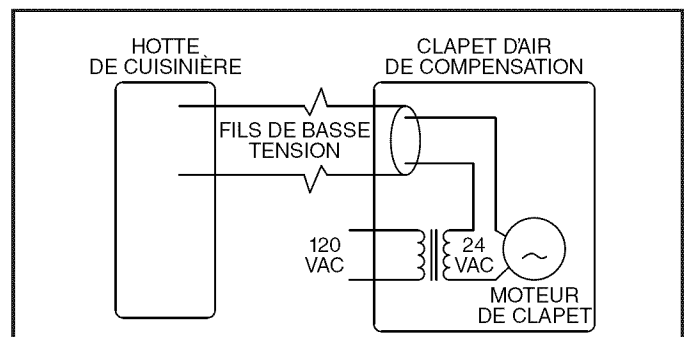 HOTTE
DE CUISINIÈRE
CLAPET D'AIR
DE COMPENSATION
FILS DE BASSE
TENSION
120
VAC
24
VAC
MOTEUR
DE CLAPET